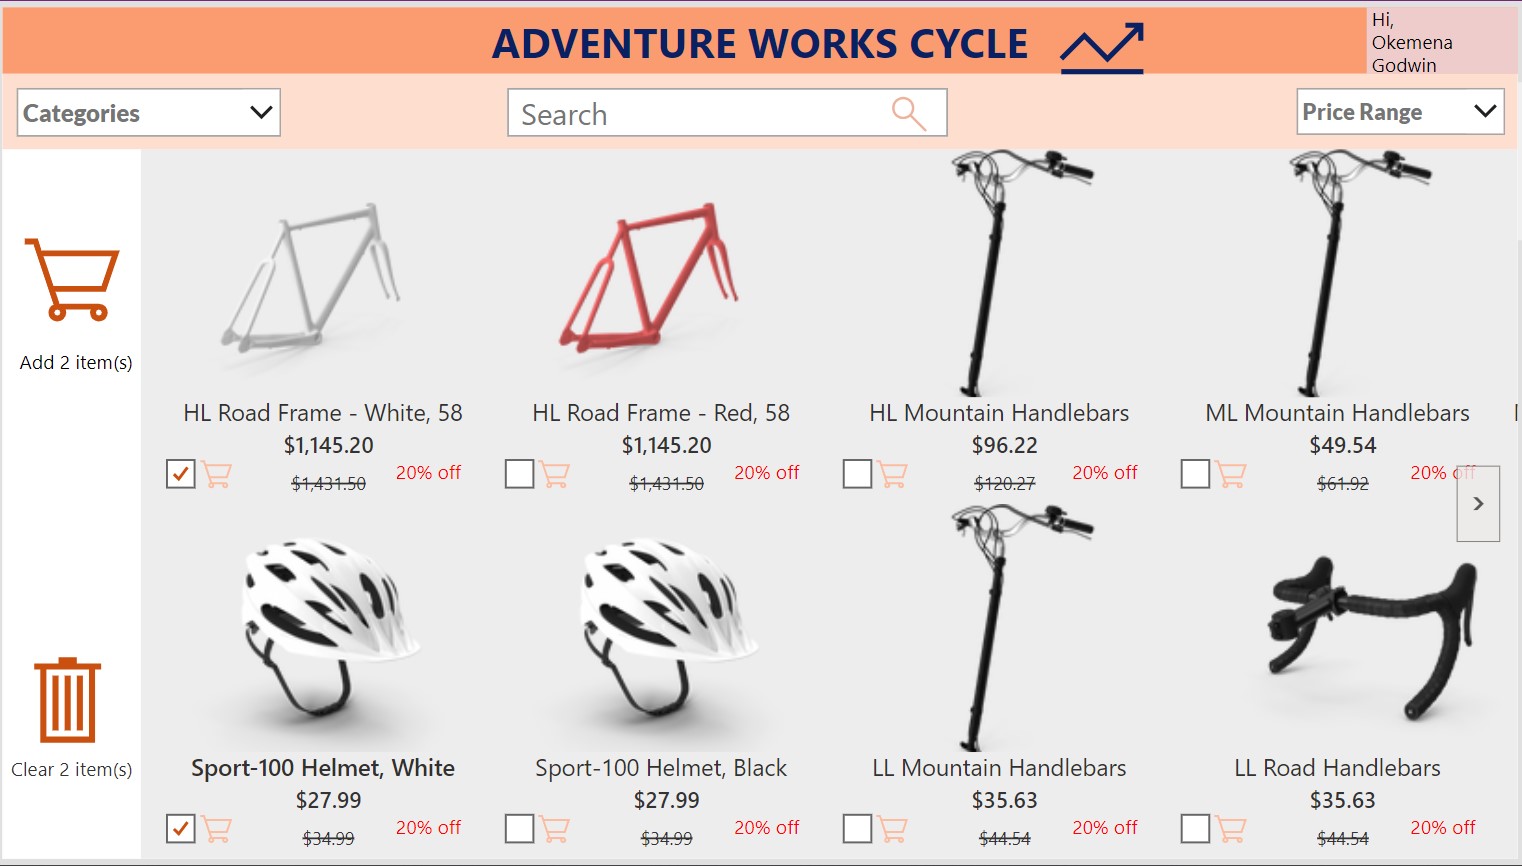 ADVENTURE WORKS CYCLE
Hi,
Okemena
Godwin
Categories
Search
Price Range
Add 2 item(s)
HL Road Frame - White, 58
$1,145.20
$1,431.50
20% off
HL Road Frame - Red, 58
$1,145.20
$1,431.50
20% off
HL Mountain Handlebars
$96.22
$120.27
20% off
ML Mountain Handlebars
$49.54
$61.92
20% off
Clear 2 item(s)
Sport-100 Helmet, White
$27.99
$34.99
20% off
Sport-100 Helmet, Black
$27.99
$34.99
20% off
LL Mountain Handlebars
$35.63
$44.54
20% off
LL Road Handlebars
$35.63
$44.54
20% off